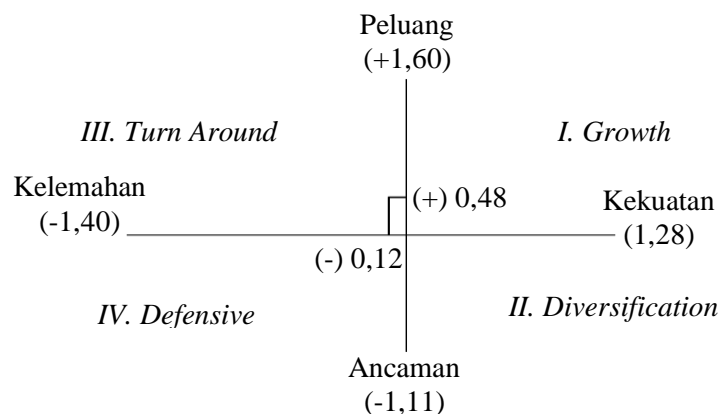 Peluang
(+1,60)
III. Turn Around
I. Growth
Kelemahan
(-1,40)
(+) 0,48
Kekuatan
(1,28)
(-) 0,12
IV. Defensive
II. Diversification
Ancaman
(-1,11)